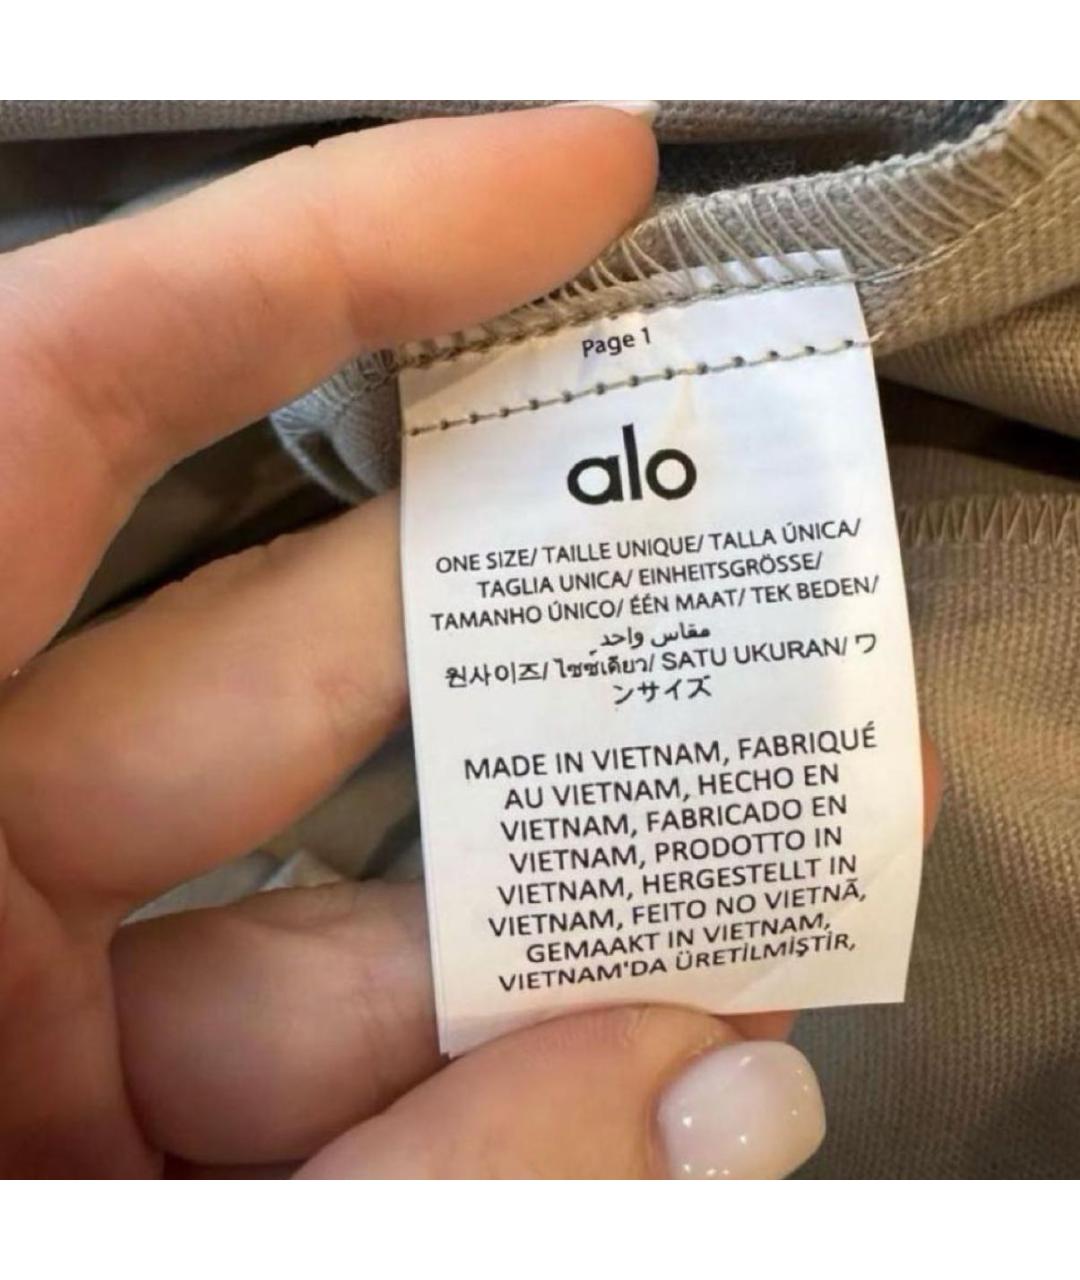 Page 1
alo
ONE SIZE/ TAILLE UNIQUE/ TALLA ÚNICA/
TAGLIA UNICA/ EINHEITSGRÖSSE/
TAMANHO ÚNICO/ ÉÉN MAAT/ TEK BEDEN/
مقاس واحد
원사이즈/ ไซซ์เดียว/ SATU UKURAN/ ワ
ンサイズ
MADE IN VIETNAM, FABRIQUÉ
AU VIETNAM, HECHO EN
VIETNAM, FABRICADO EN
VIETNAM, PRODOTTO IN
VIETNAM, HERGESTELLT IN
VIETNAM, FEITO NO VIETNÃ,
GEMAAKT IN VIETNAM,
VIETNAM'DA ÜRETİLMİŞTİR,